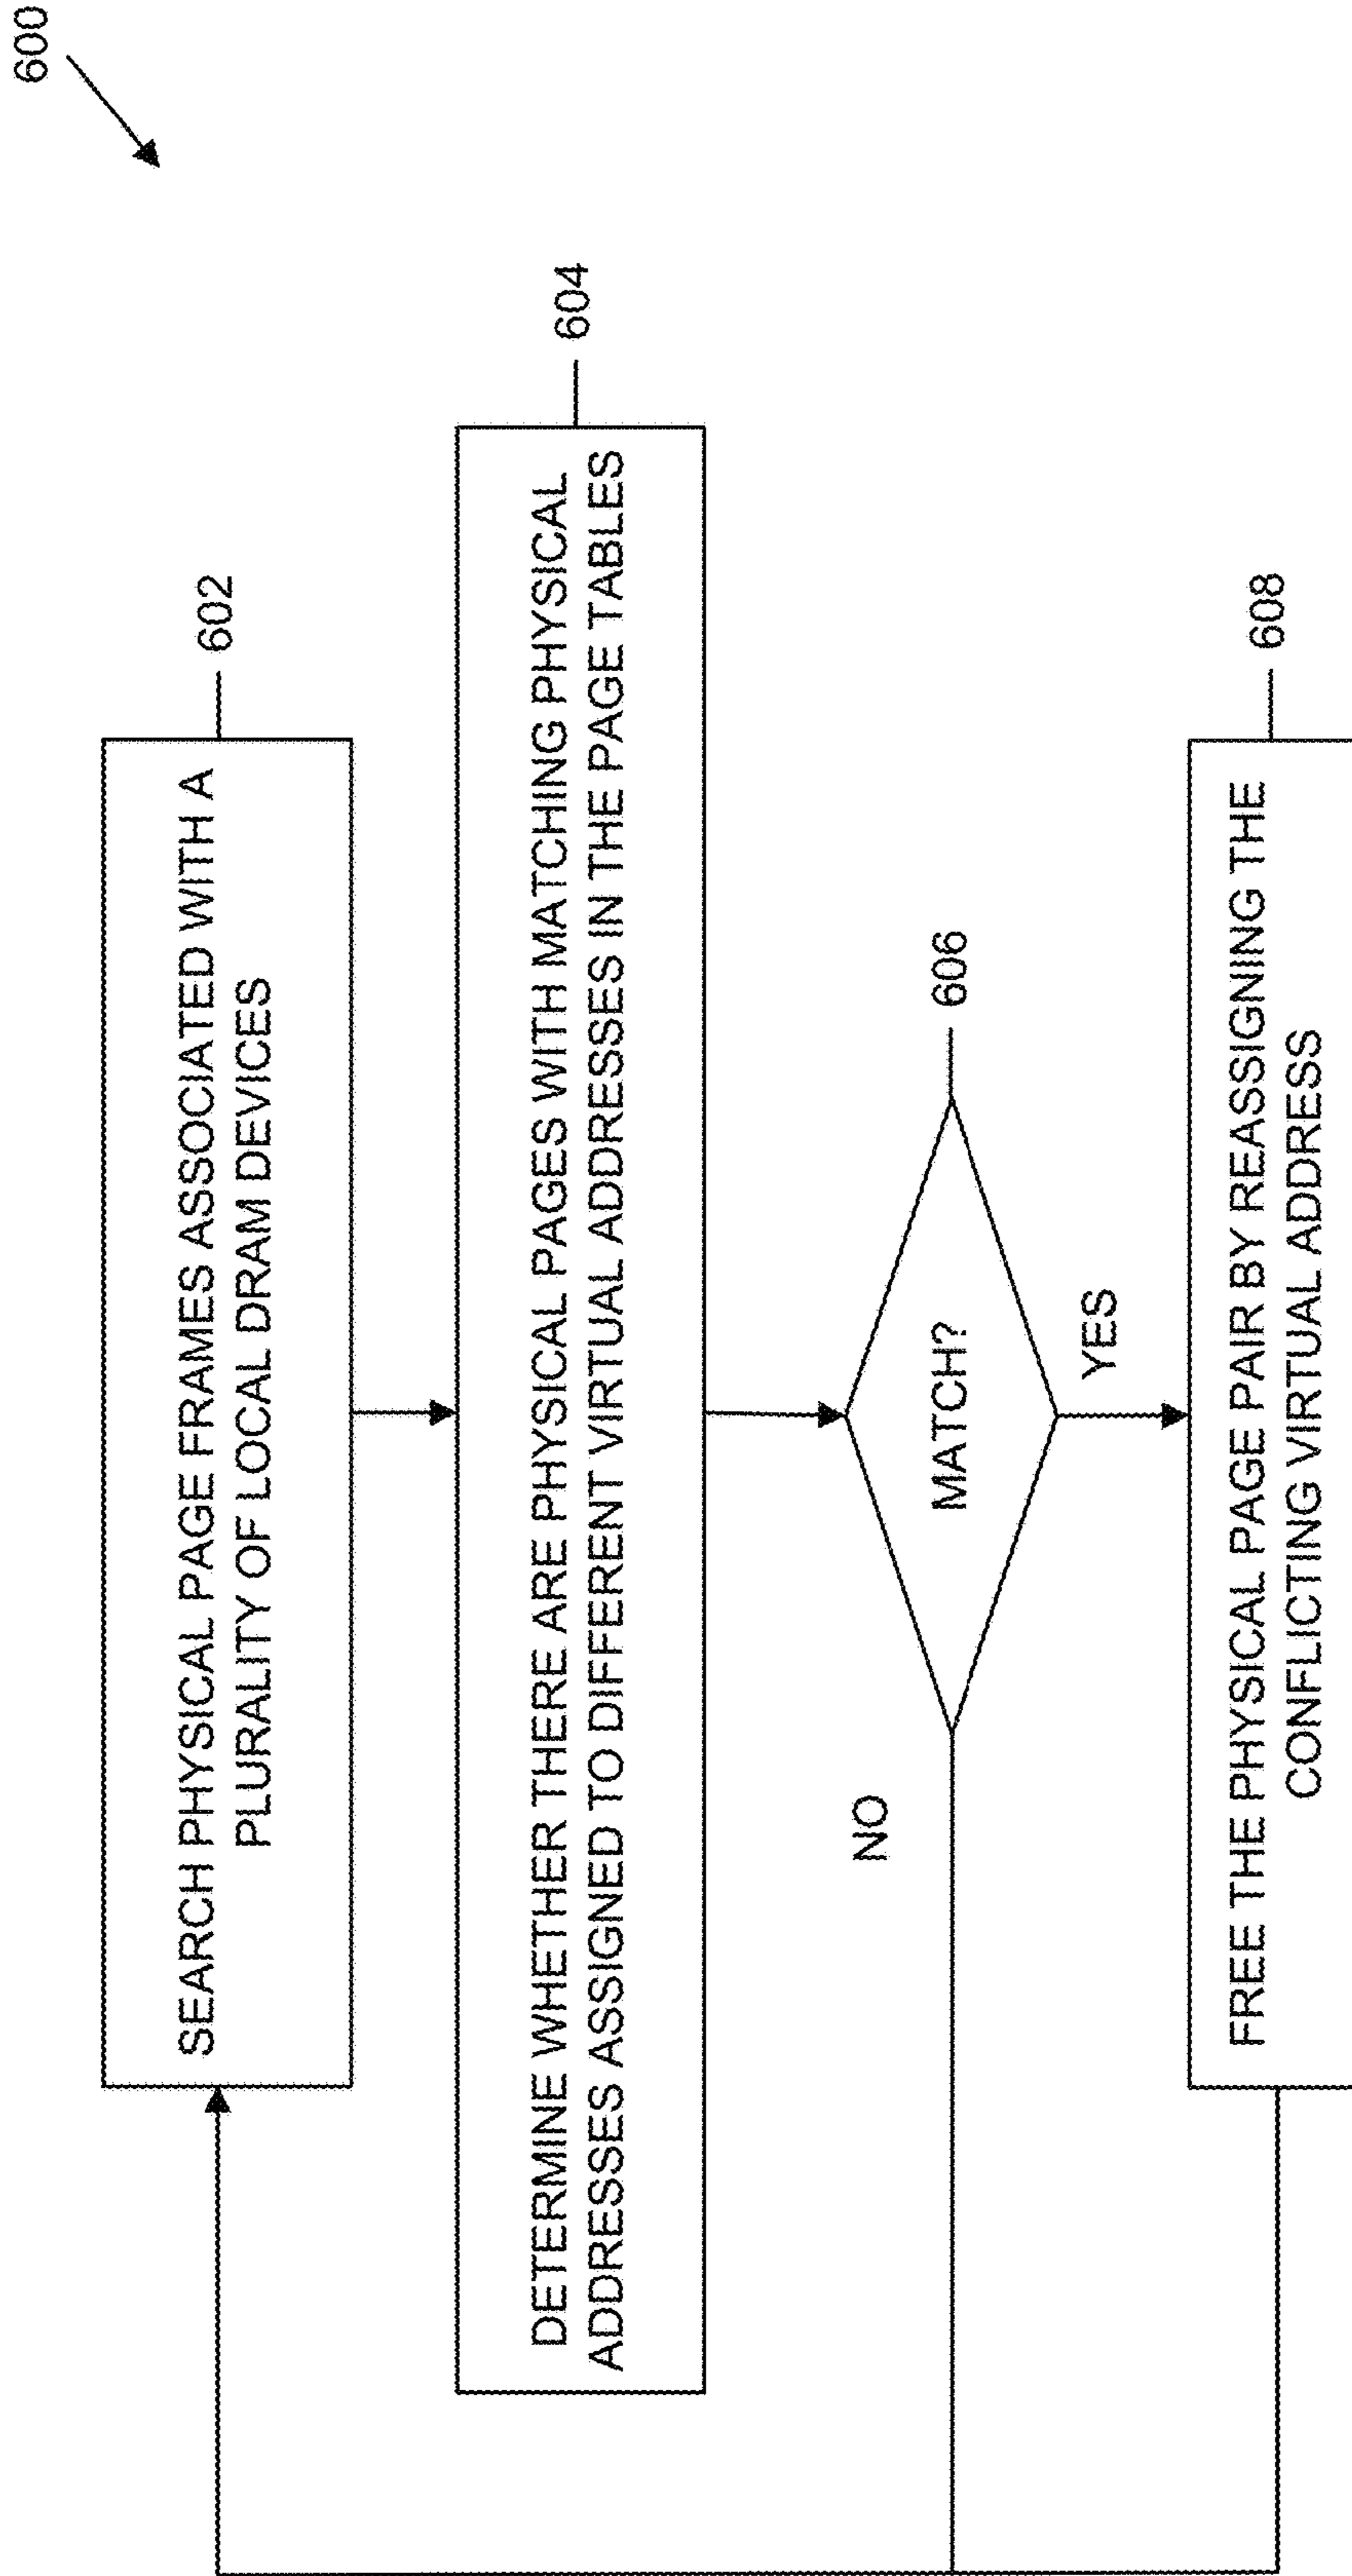 600
SEARCH PHYSICAL PAGE FRAMES ASSOCIATED WITH A
PLURALITY OF LOCAL DRAM DEVICES
602
DETERMINE WHETHER THERE ARE PHYSICAL PAGES WITH MATCHING PHYSICAL
ADDRESSES ASSIGNED TO DIFFERENT VIRTUAL ADDRESSES IN THE PAGE TABLES
604
MATCH?
606
NO
YES
FREE THE PHYSICAL PAGE PAIR BY REASSIGNING THE
CONFLICTING VIRTUAL ADDRESS
608